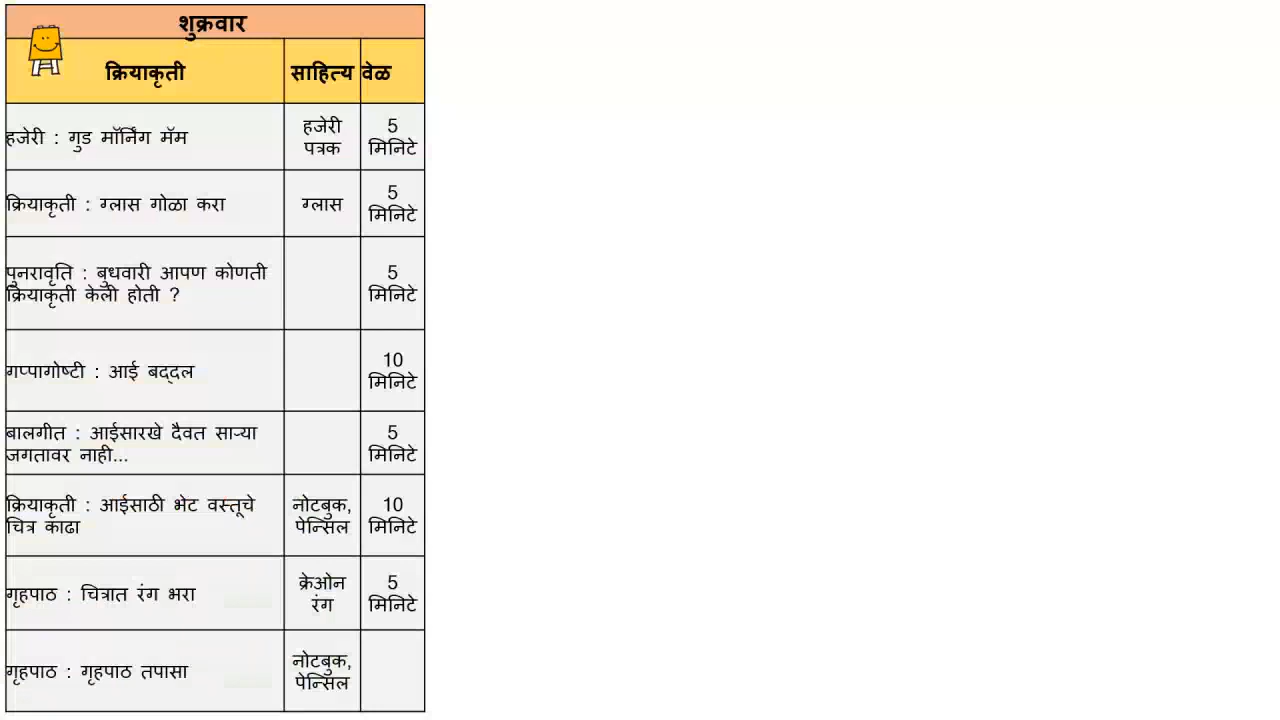 शुक्रवार
क्रियाकृती साहित्य वेळ
हजेरी : गुड मॉर्निंग मॅम
हजेरी
पत्रक
5
मिनिटे
क्रियाकृती : ग्लास गोळा करा
ग्लास
5
मिनिटे
पुनरावृति : बुधवारी आपण कोणती
क्रियाकृती केली होती ?
5
मिनिटे
गप्पागोष्टी : आई बद्दल
10
मिनिटे
बालगीत : आईसारखे दैवत साऱ्या
जगतावर नाही...
5
मिनिटे
क्रियाकृती : आईसाठी भेट वस्तूचे
चित्र काढा
नोटबुक,
पेन्सिल
10
मिनिटे
गृहपाठ : चित्रात रंग भरा
क्रेओन
रंग
5
मिनिटे
गृहपाठ : गृहपाठ तपासा
नोटबुक,
पेन्सिल